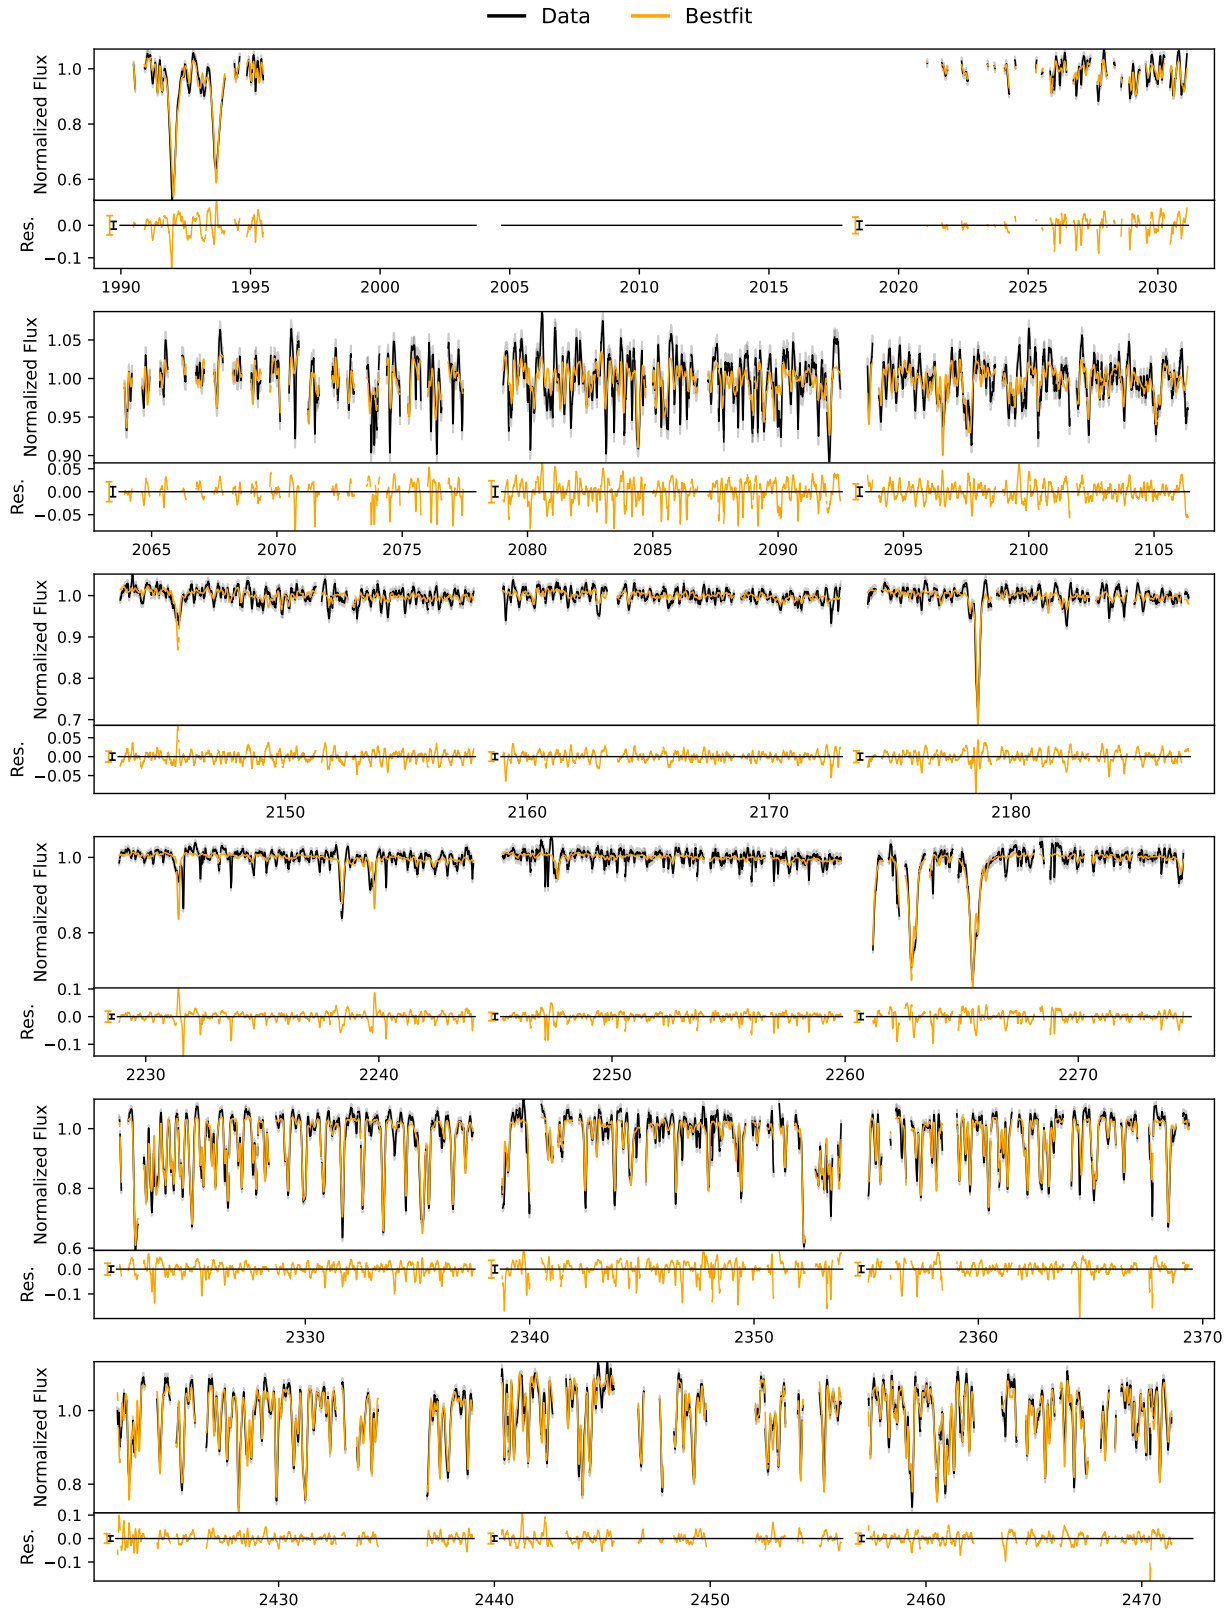 Data Bestfit
Normalized Flux
1.0
0.8
0.6
Res.
0.0
−0.1
1990 1995 2000 2005 2010 2015 2020 2025 2030
Normalized Flux
1.05
1.00
0.95
0.90
Res.
0.05
0.00
−0.05
2065 2070 2075 2080 2085 2090 2095 2100 2105
Normalized Flux
1.0
0.9
0.8
0.7
Res.
0.05
0.00
−0.05
2150 2160 2170 2180
Normalized Flux
1.0
0.8
Res.
0.1
0.0
−0.1
2230 2240 2250 2260 2270
Normalized Flux
1.0
0.8
0.6
Res.
0.0
−0.1
2330 2340 2350 2360 2370
Normalized Flux
1.0
0.8
Res.
0.1
0.0
−0.1
2430 2440 2450 2460 2470